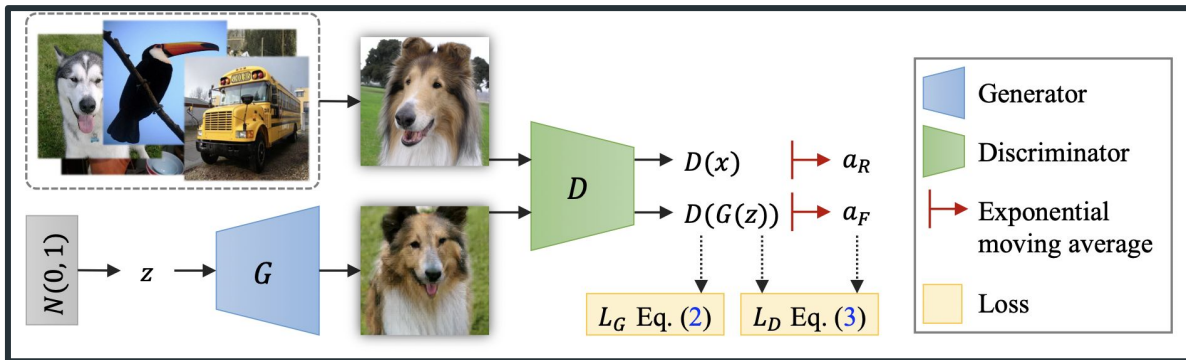 D
D(x)
a_R
D(G(z))
a_F
N(0, 1)
z
G
L_G Eq. (2)
L_D Eq. (3)
Generator
Discriminator
Exponential
moving average
Loss